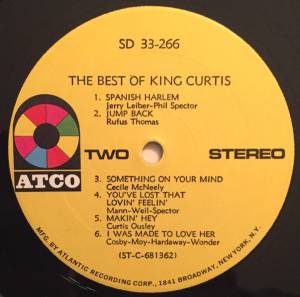 SD 33-266
THE BEST OF KING CURTIS
1. SPANISH HARLEM
Jerry Leiber-Phil Spector
2. JUMP BACK
Rufus Thomas
ATCO
TWO
STEREO
3. SOMETHING ON YOUR MIND
Cecile McNeely
4. YOU'VE LOST THAT
LOVIN' FEELIN'
Mann-Weil-Spector
5. MAKIN' HEY
Curtis Ousley
6. I WAS MADE TO LOVE HER
Cosby-Moy-Hardaway-Wonder
(ST-C-681362)
MFG. BY ATLANTIC RECORDING CORP., 1841 BROADWAY, NEW YORK, N.Y.